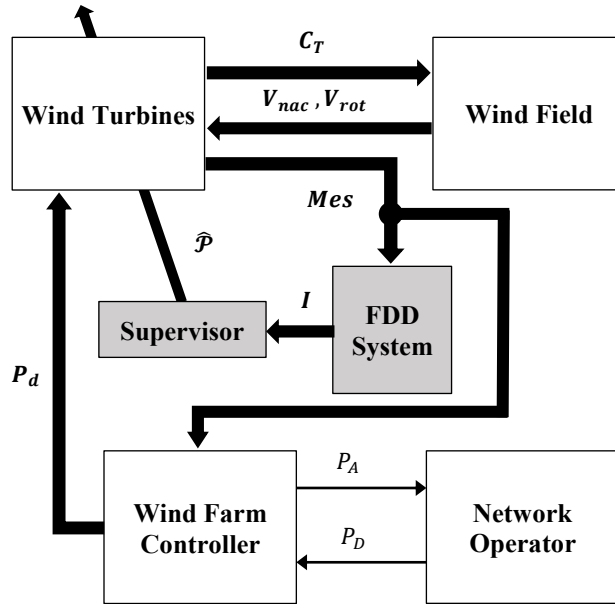 C_T
Wind Turbines
V_nac , V_rot
Wind Field
Mes
𝒫̂
I
FDD
System
Supervisor
P_d
P_A
Wind Farm
Controller
Network
Operator
P_D